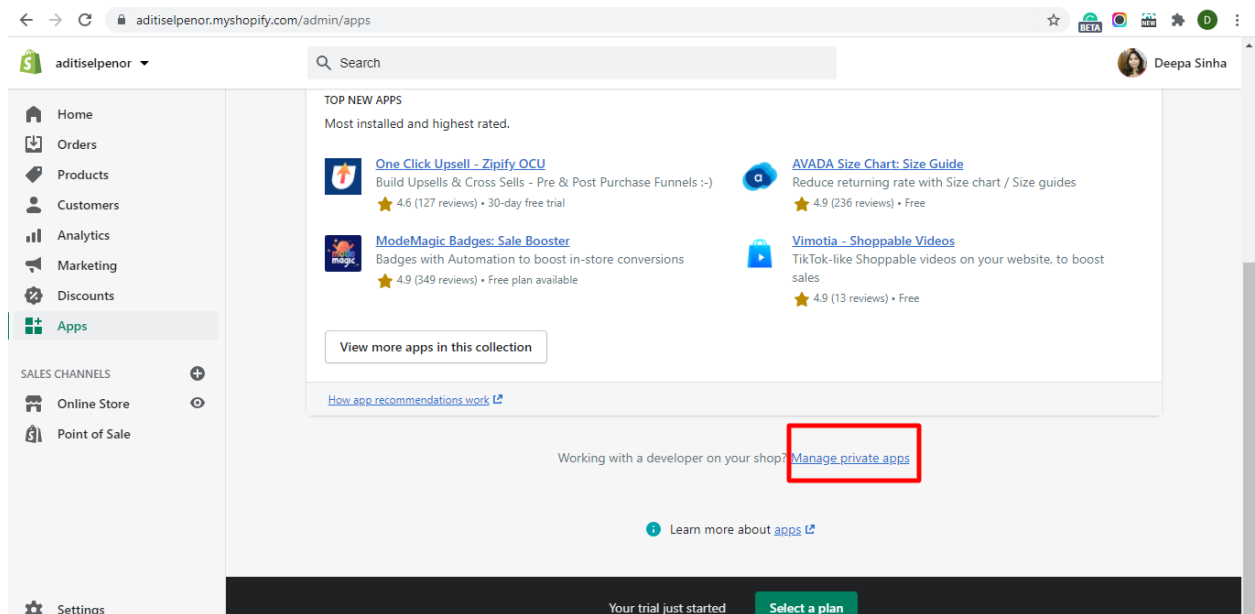 aditiselpenor.myshopify.com/admin/apps
BETA
NEW
D
aditiselpenor
Search
Deepa Sinha
Home
Orders
Products
Customers
Analytics
Marketing
Discounts
Apps
SALES CHANNELS
Online Store
Point of Sale
Settings
TOP NEW APPS
Most installed and highest rated.
One Click Upsell - Zipify OCU
Build Upsells & Cross Sells - Pre & Post Purchase Funnels :-)
4.6 (127 reviews) • 30-day free trial
a
AVADA Size Chart: Size Guide
Reduce returning rate with Size chart / Size guides
4.9 (236 reviews) • Free
mode
magic
ModeMagic Badges: Sale Booster
Badges with Automation to boost in-store conversions
4.9 (349 reviews) • Free plan available
Vimotia - Shoppable Videos
TikTok-like Shoppable videos on your website, to boost
sales
4.9 (13 reviews) • Free
View more apps in this collection
How app recommendations work
Working with a developer on your shop? Manage private apps
Learn more about apps
Your trial just started
Select a plan